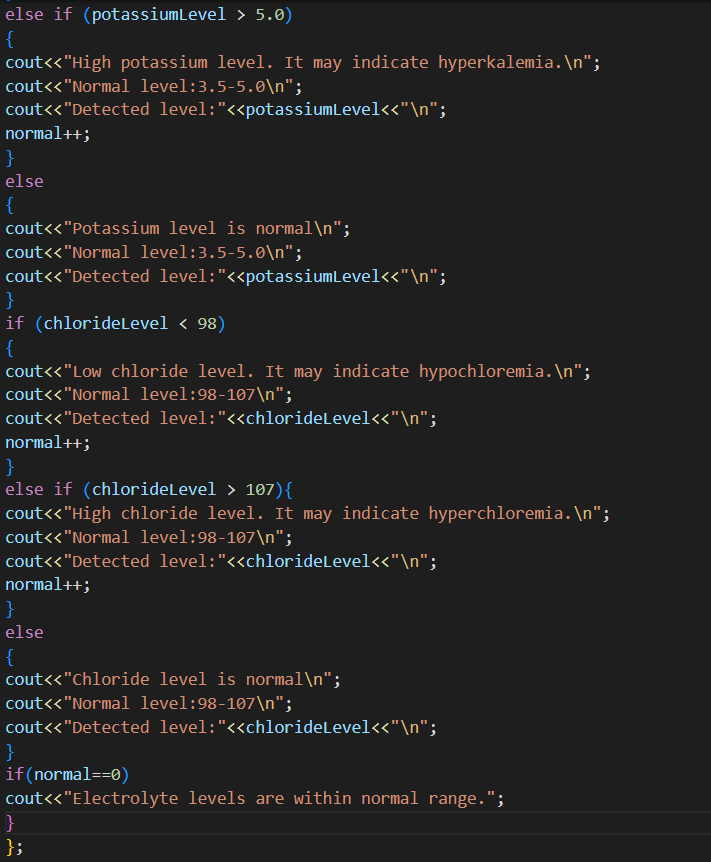 else if (potassiumLevel > 5.0)
{
cout<<"High potassium level. It may indicate hyperkalemia.\n";
cout<<"Normal level:3.5-5.0\n";
cout<<"Detected level:"<<potassiumLevel<<"\n";
normal++;
}
else
{
cout<<"Potassium level is normal\n";
cout<<"Normal level:3.5-5.0\n";
cout<<"Detected level:"<<potassiumLevel<<"\n";
}
if (chlorideLevel < 98)
{
cout<<"Low chloride level. It may indicate hypochloremia.\n";
cout<<"Normal level:98-107\n";
cout<<"Detected level:"<<chlorideLevel<<"\n";
normal++;
}
else if (chlorideLevel > 107){
cout<<"High chloride level. It may indicate hyperchloremia.\n";
cout<<"Normal level:98-107\n";
cout<<"Detected level:"<<chlorideLevel<<"\n";
normal++;
}
else
{
cout<<"Chloride level is normal\n";
cout<<"Normal level:98-107\n";
cout<<"Detected level:"<<chlorideLevel<<"\n";
}
if(normal==0)
cout<<"Electrolyte levels are within normal range.";
}
};